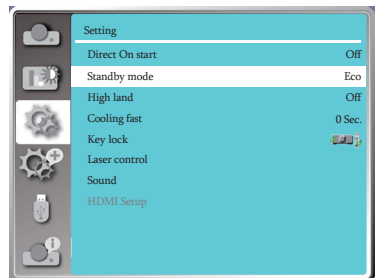 Setting
Direct On start Off
Standby mode Eco
High land Off
Cooling fast 0 Sec.
Key lock
Laser control
Sound
HDMI Setup